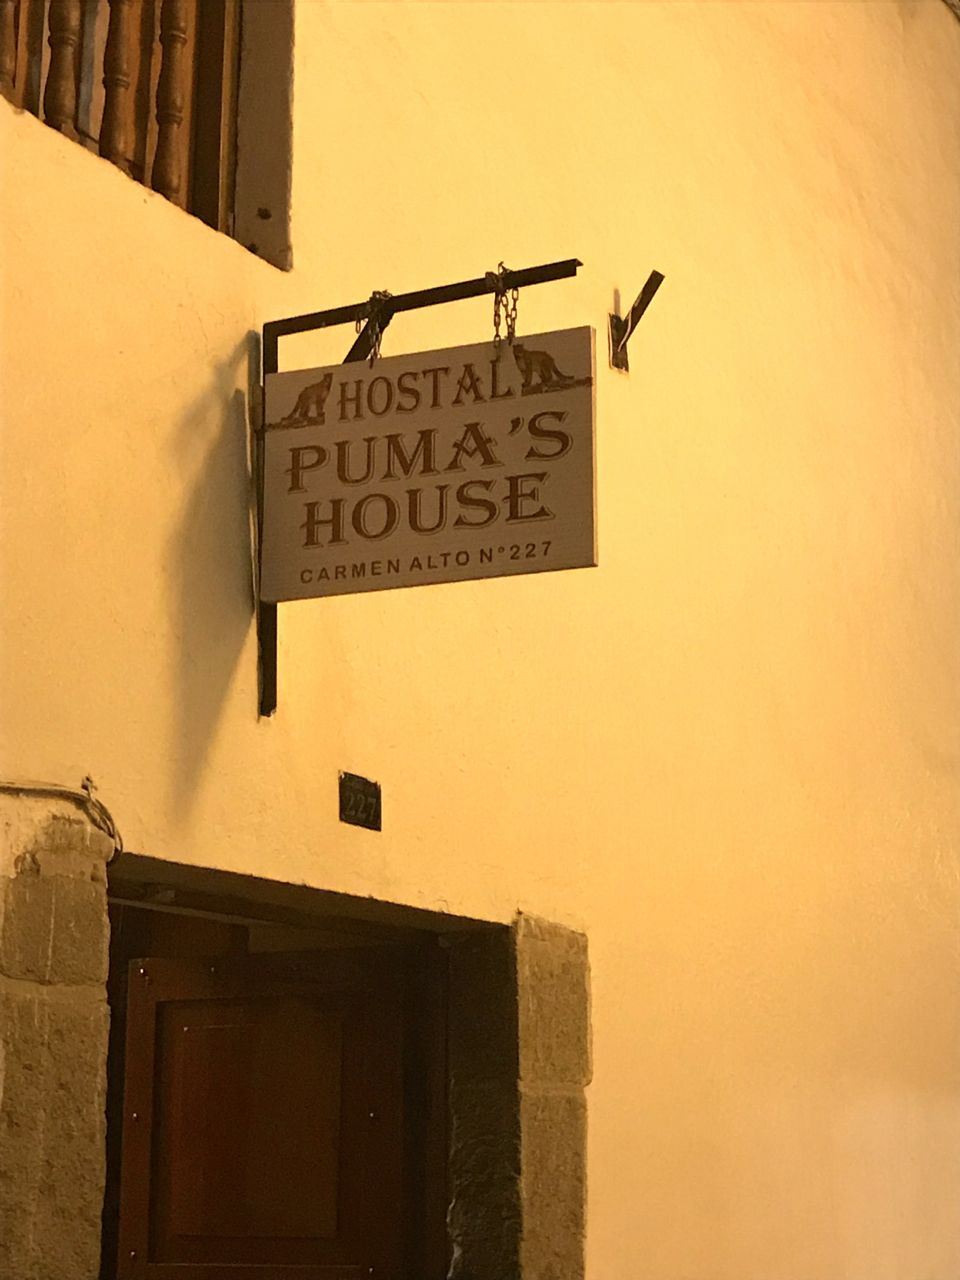 HOSTAL
PUMA'S
HOUSE
CARMEN ALTO N°227
227